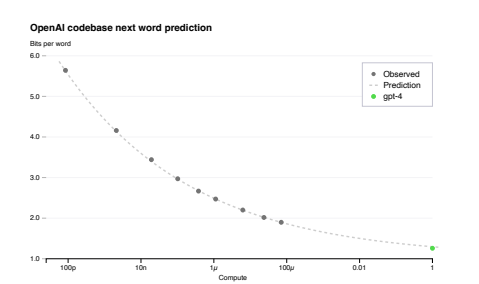 OpenAI codebase next word prediction
Bits per word
6.0
Observed
Prediction
gpt-4
5.0
4.0
3.0
2.0
1.0
100p 10n 1µ 100µ 0.01 1
Compute